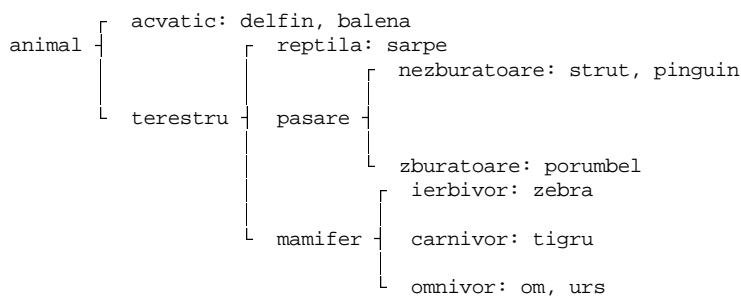 acvatic: delfin, balena
animal
reptila: sarpe
nezburatoare: strut, pinguin
terestru pasare
zburatoare: porumbel
ierbivor: zebra
mamifer carnivor: tigru
omnivor: om, urs